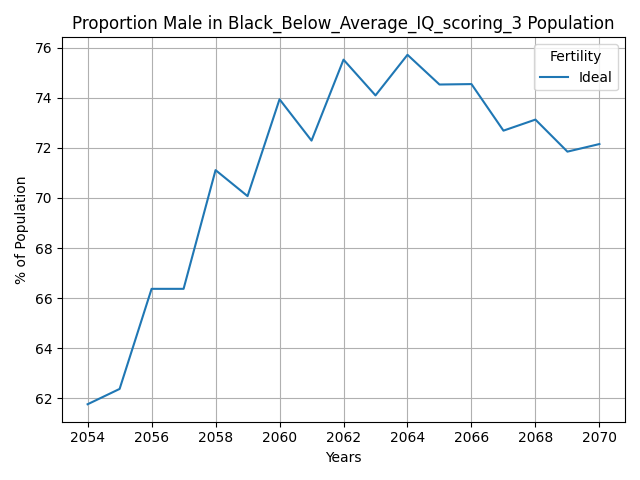 Proportion Male in Black_Below_Average_IQ_scoring_3 Population
Fertility
Ideal
% of Population
76
74
72
70
68
66
64
62
2054 2056 2058 2060 2062 2064 2066 2068 2070
Years